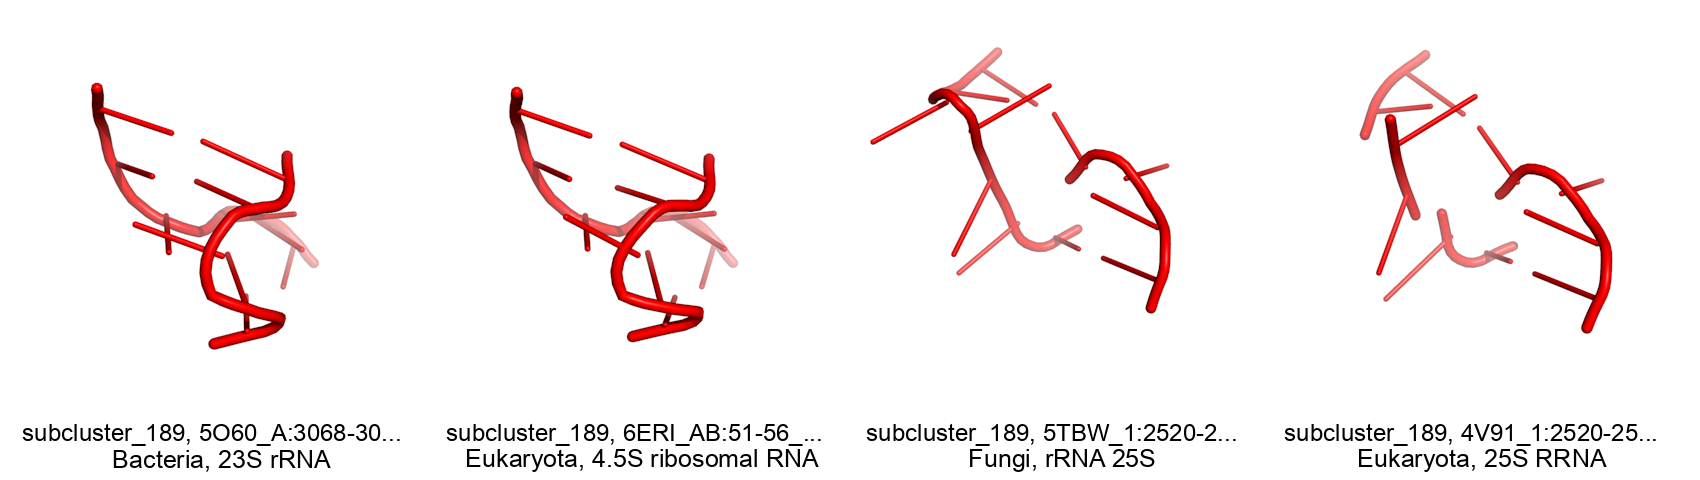 subcluster_189, 5O60_A:3068-30...
Bacteria, 23S rRNA
subcluster_189, 6ERI_AB:51-56_...
Eukaryota, 4.5S ribosomal RNA
subcluster_189, 5TBW_1:2520-2...
Fungi, rRNA 25S
subcluster_189, 4V91_1:2520-25...
Eukaryota, 25S RRNA